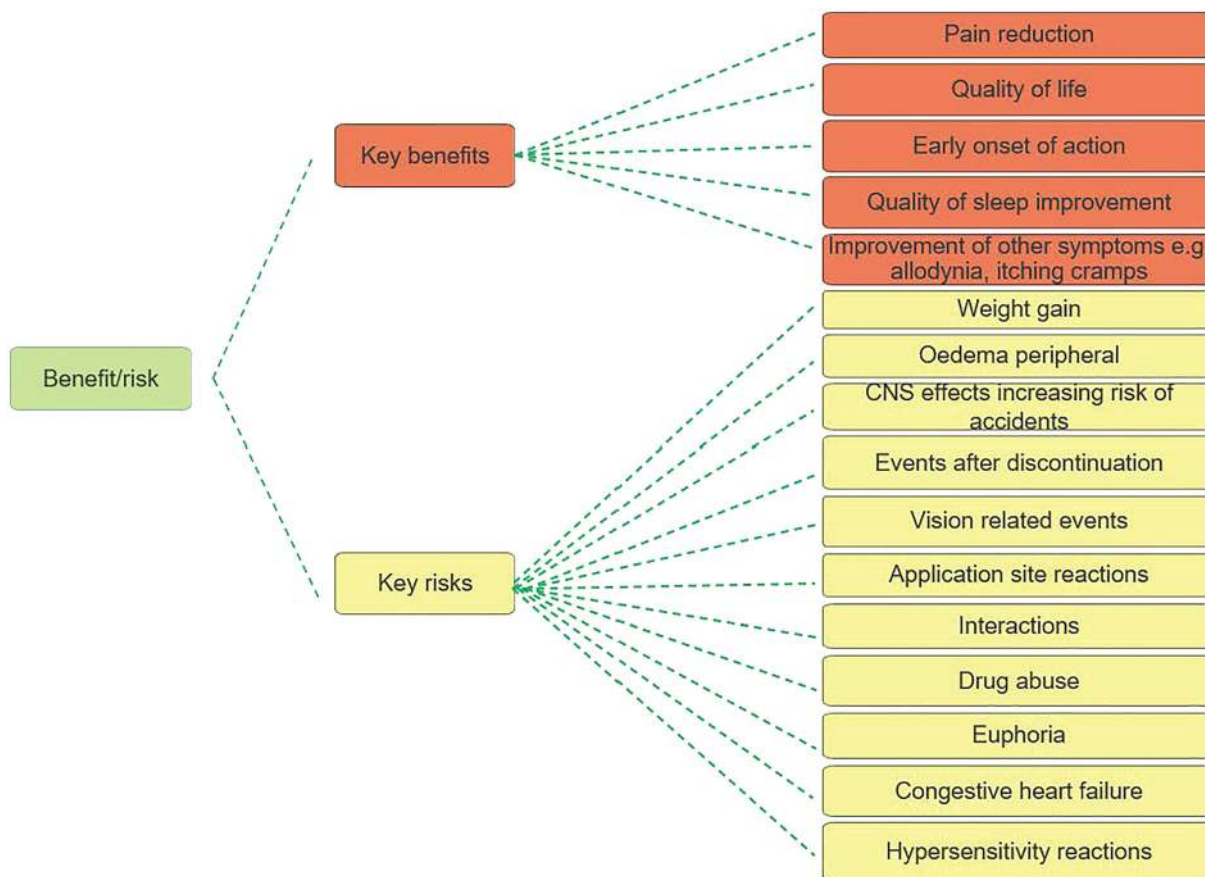 Pain reduction
Quality of life
Key benefits
Early onset of action
Quality of sleep improvement
Improvement of other symptoms e.g
allodynia, itching cramps
Weight gain
Benefit/risk
Oedema peripheral
CNS effects increasing risk of
accidents
Events after discontinuation
Vision related events
Key risks
Application site reactions
Interactions
Drug abuse
Euphoria
Congestive heart failure
Hypersensitivity reactions